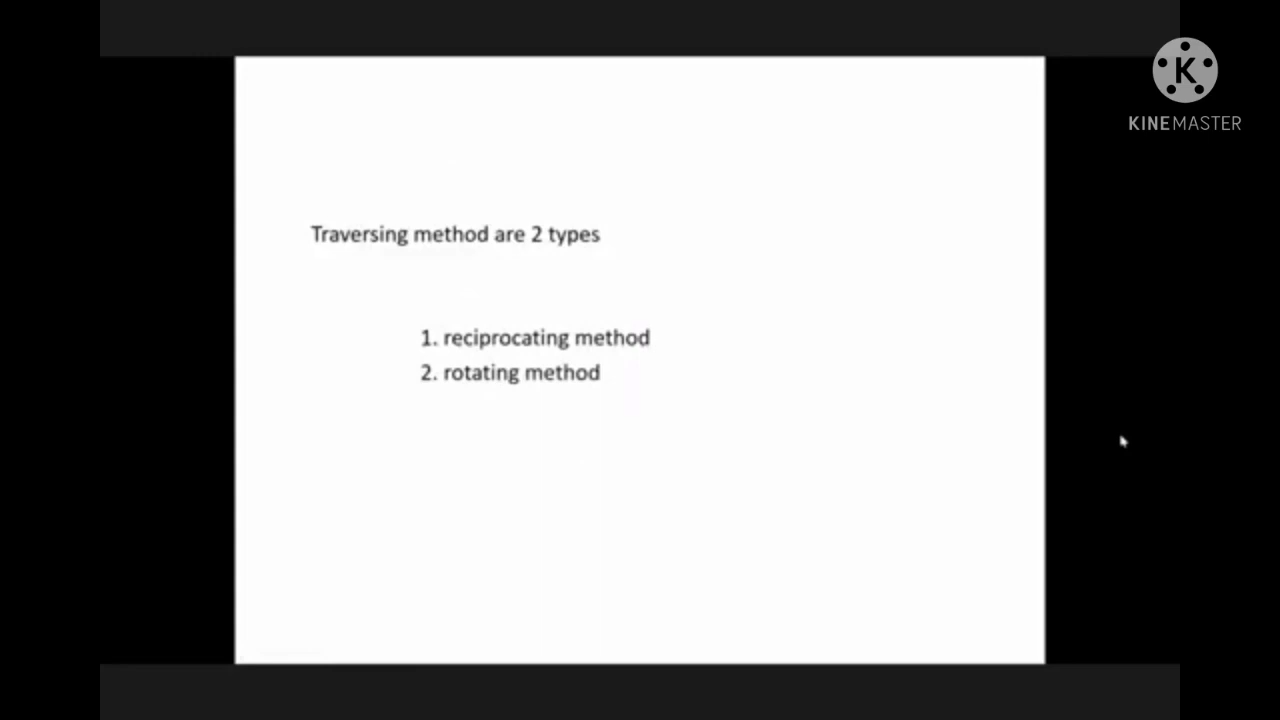 K
KINEMASTER
Traversing method are 2 types
1. reciprocating method
2. rotating method